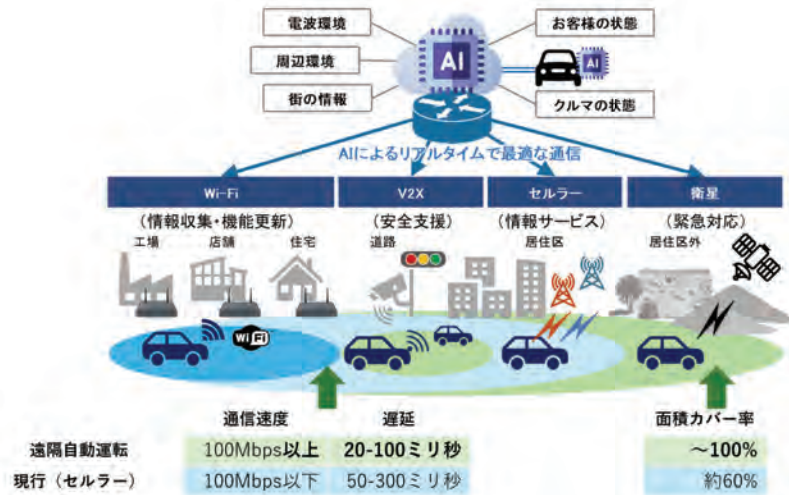 電波環境
お客様の状態
周辺環境
AI
AI
街の情報
クルマの状態
AIによるリアルタイムで最適な通信
Wi-Fi V2X セルラー 衛星
(情報収集・機能更新) (安全支援) (情報サービス) (緊急対応)
工場 店舗 住宅 道路 居住区 居住区外
Wi Fi
通信速度 遅延 面積カバー率
遠隔自動運転 100Mbps以上 20-100ミリ秒 ～100%
現行(セルラー) 100Mbps以下 50-300ミリ秒 約60%